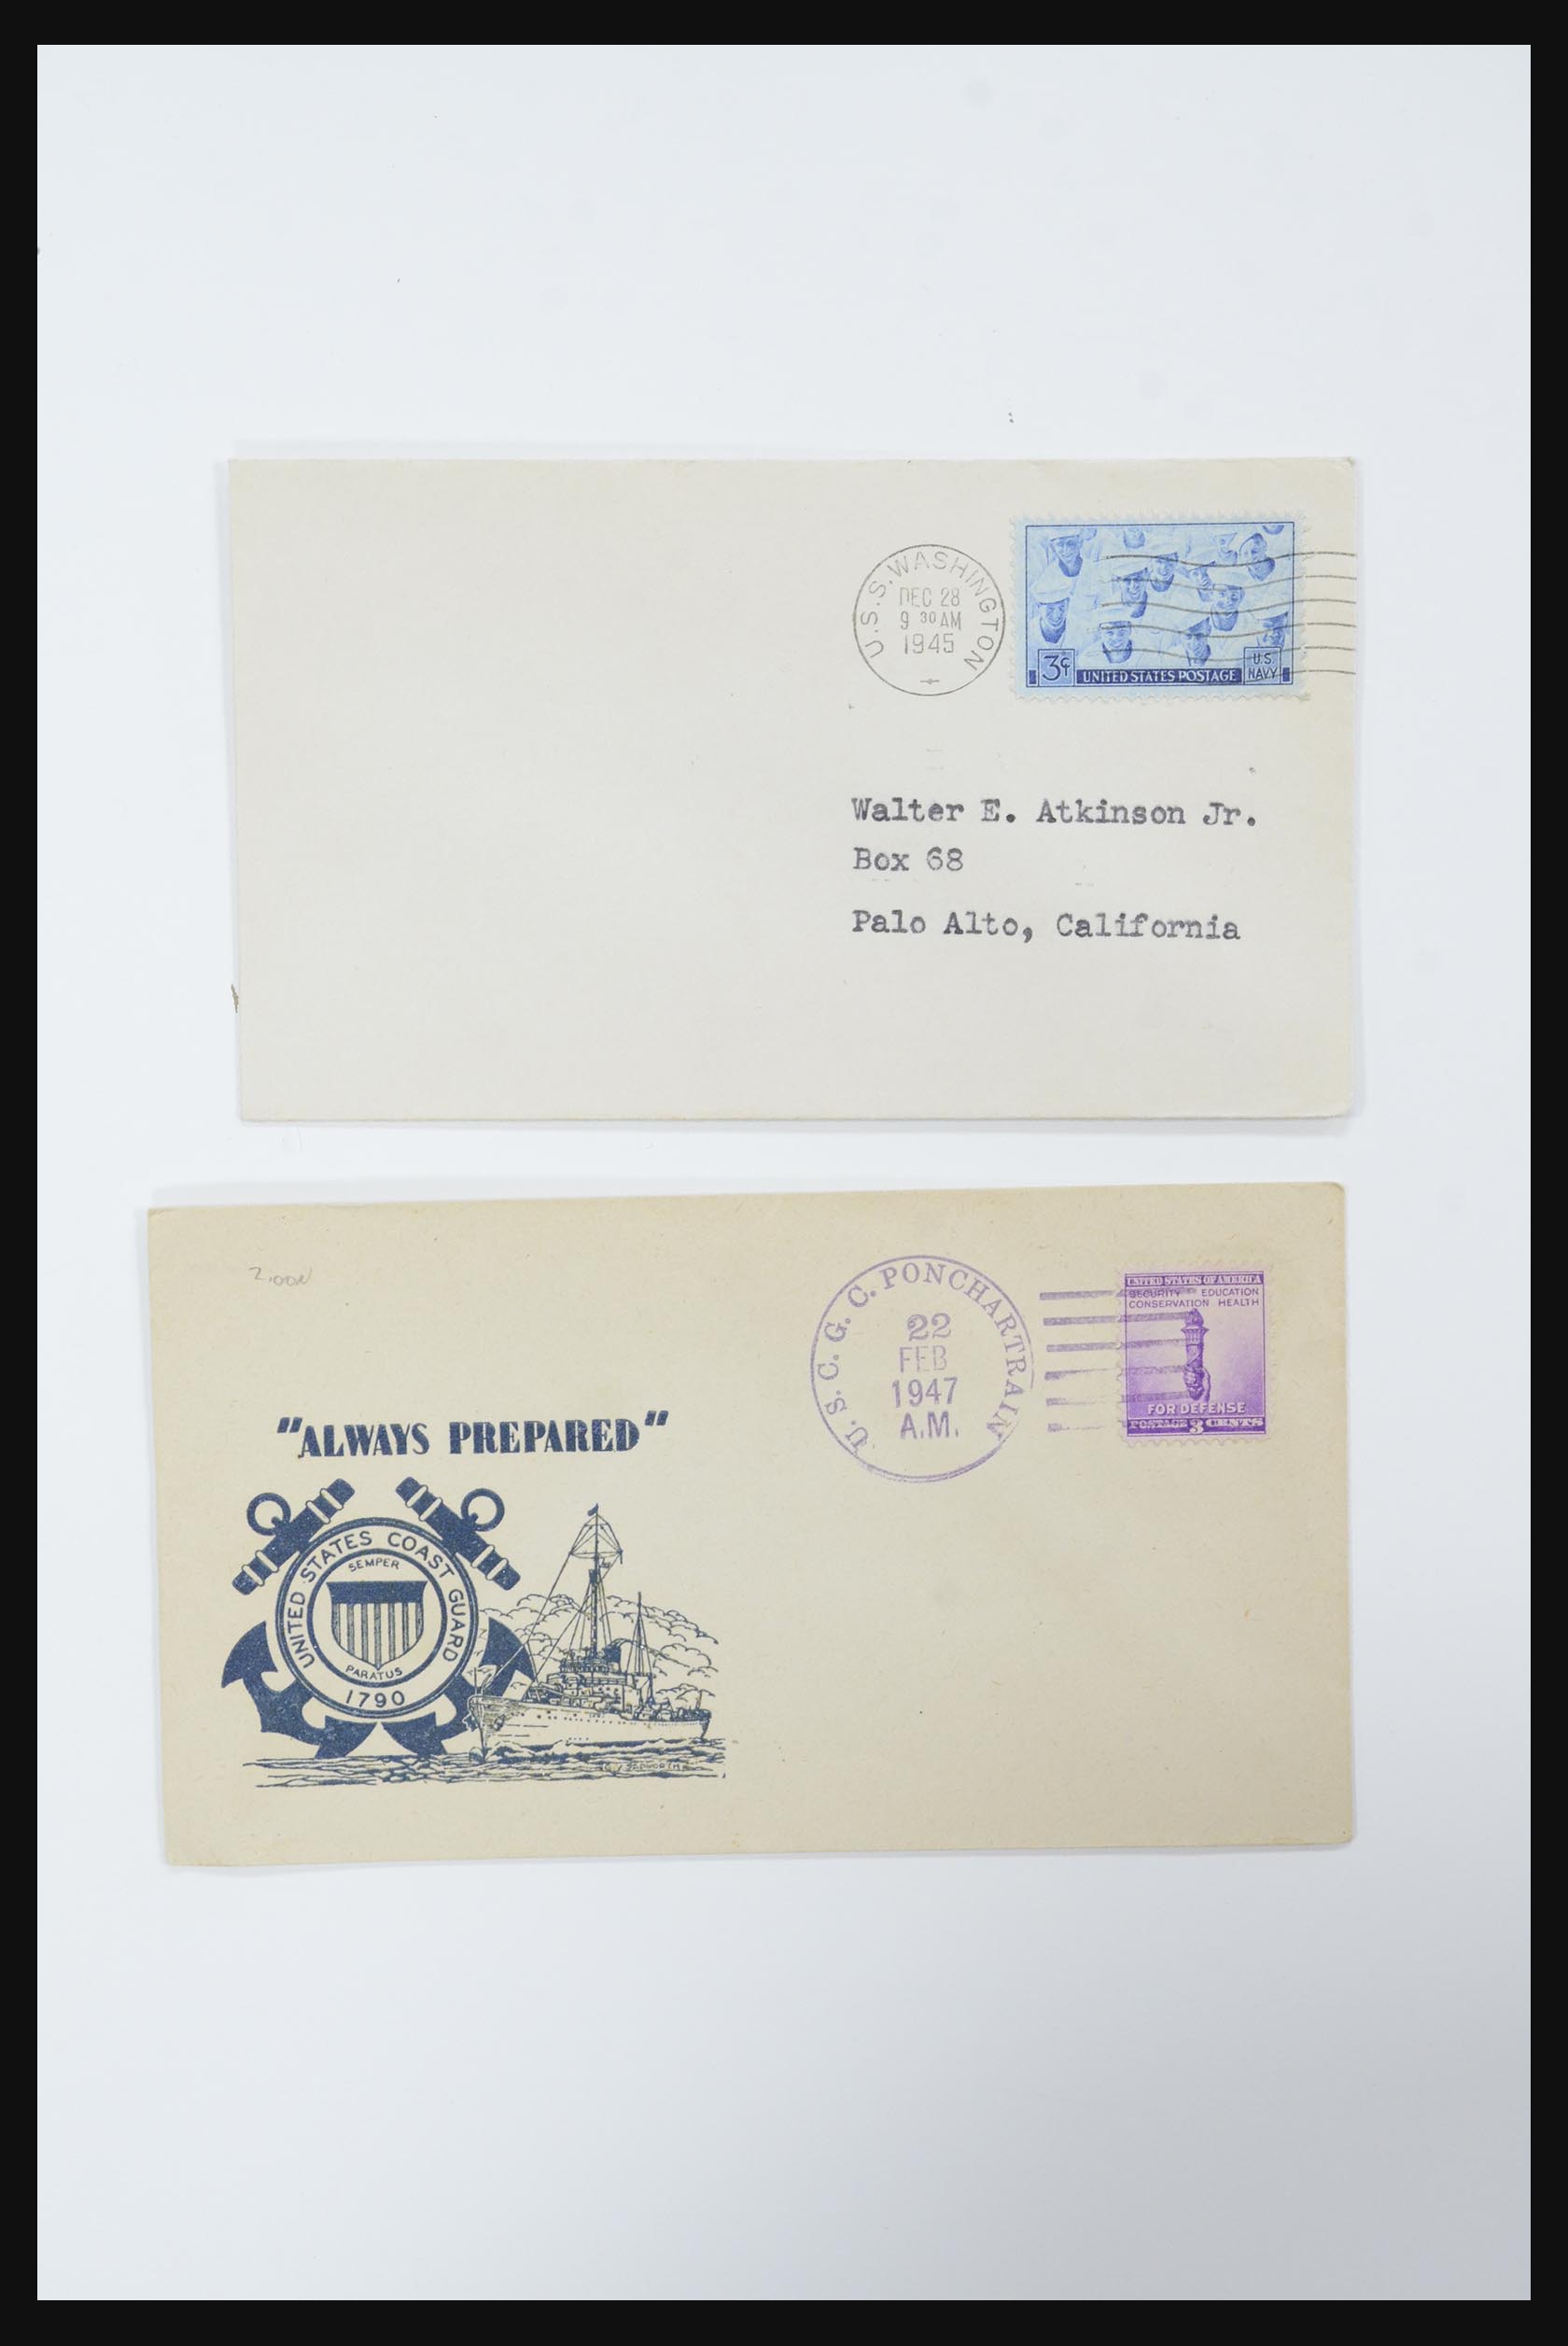 U.S.S. WASHINGTON
DEC 28
9 30 AM
1945
3¢
UNITED STATES POSTAGE
U.S.
NAVY
Walter E. Atkinson Jr.
Box 68
Palo Alto, California
U. S. C. G. C. PONCHARTRAIN
22
FEB
1947
A.M.
UNITED STATES OF AMERICA
SECURITY EDUCATION
CONSERVATION HEALTH
FOR DEFENSE
POSTAGE 3 CENTS
"ALWAYS PREPARED"
UNITED STATES COAST GUARD
SEMPER
PARATUS
1790